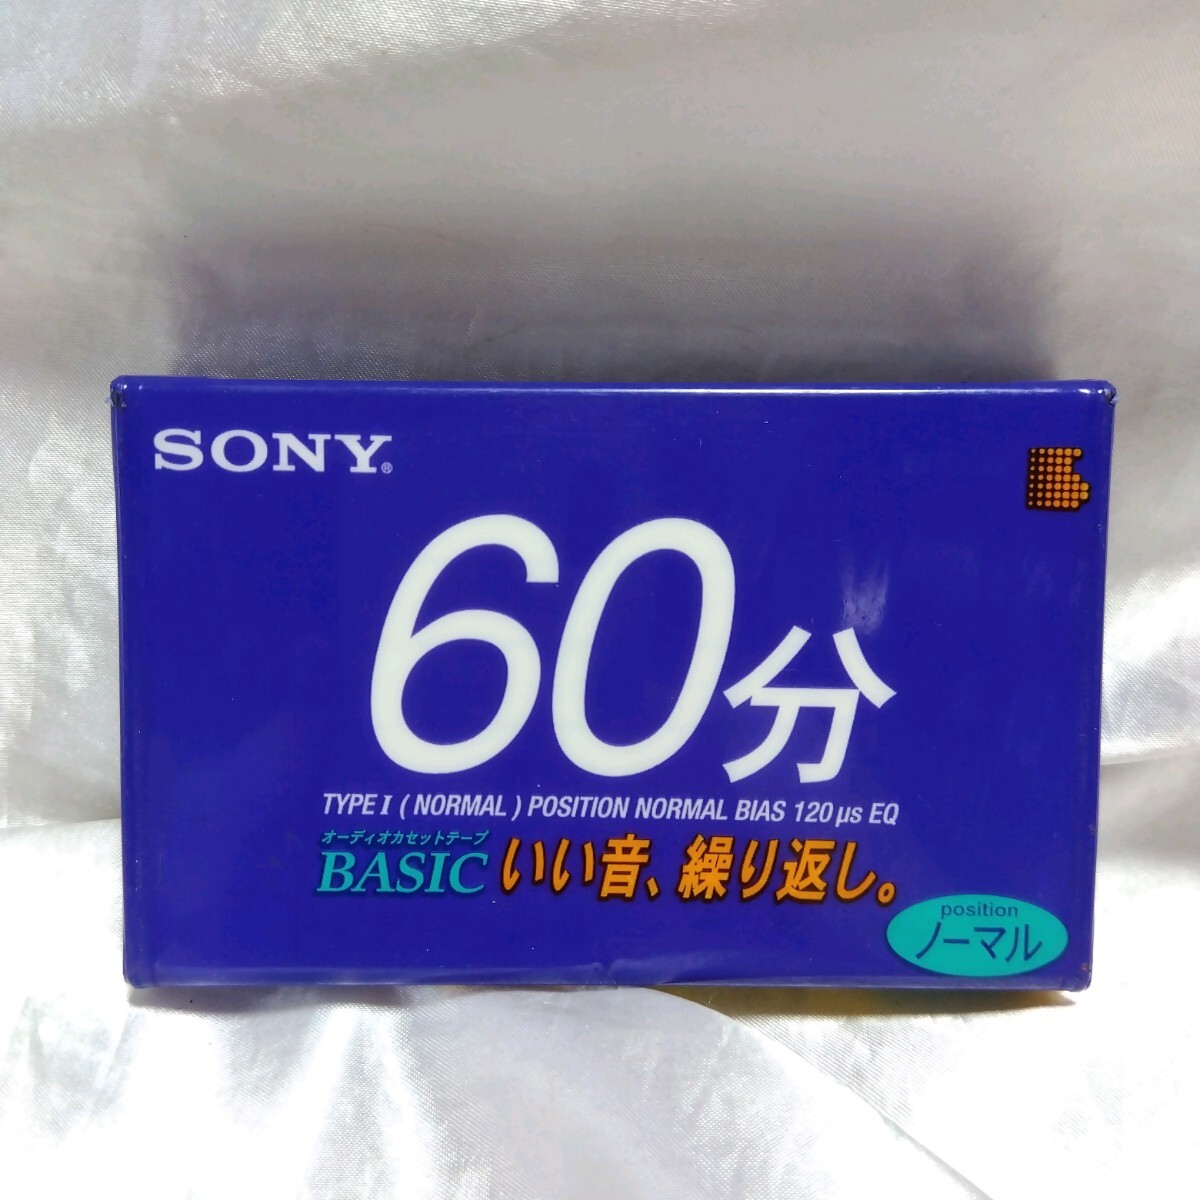 SONY®
60分
TYPE I ( NORMAL ) POSITION NORMAL BIAS 120 µs EQ
オーディオカセットテープ
BASIC いい音、繰り返し。
position
ノーマル